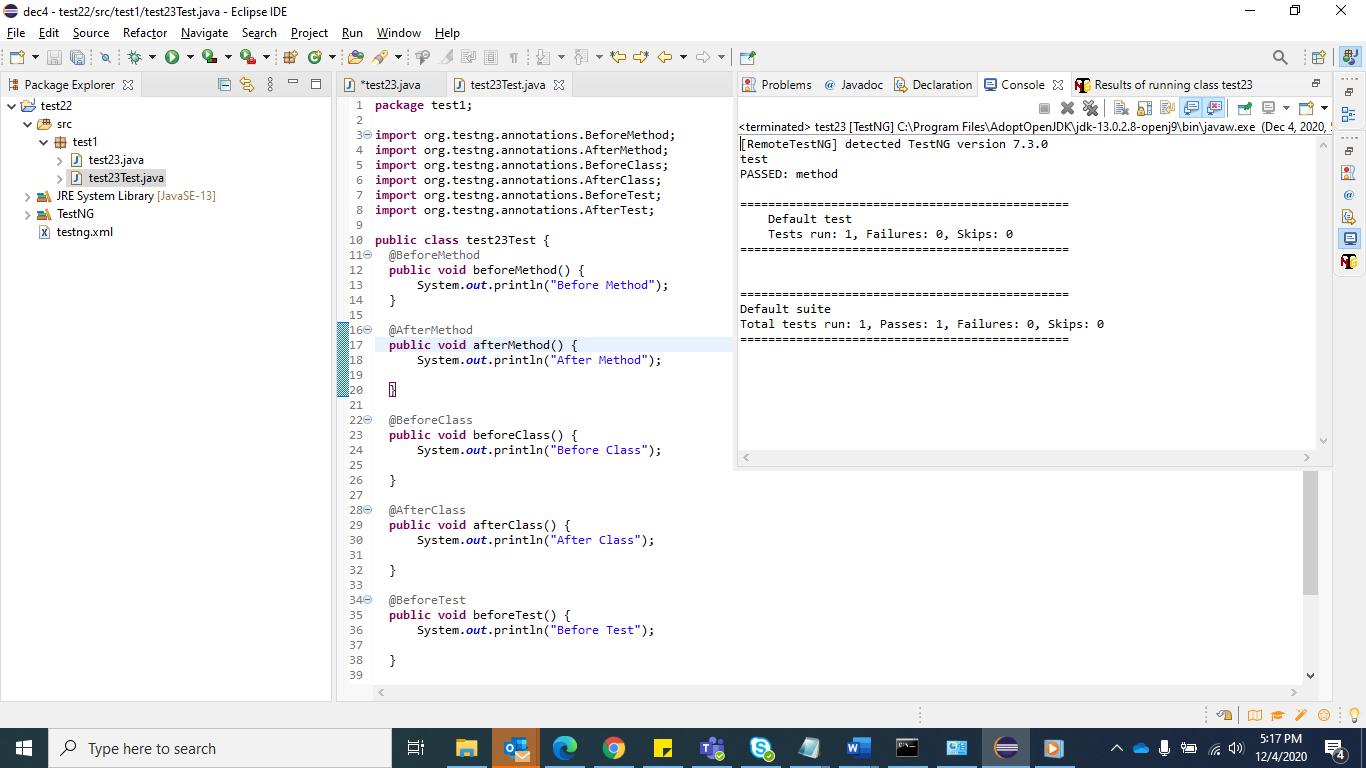 dec4 - test22/src/test1/test23Test.java - Eclipse IDE
File Edit Source Refactor Navigate Search Project Run Window Help
Package Explorer
test22
src
test1
test23.java
test23Test.java
JRE System Library [JavaSE-13]
TestNG
testng.xml
*test23.java test23Test.java
1 package test1;
2
3 import org.testng.annotations.BeforeMethod;
4 import org.testng.annotations.AfterMethod;
5 import org.testng.annotations.BeforeClass;
6 import org.testng.annotations.AfterClass;
7 import org.testng.annotations.BeforeTest;
8 import org.testng.annotations.AfterTest;
9
10 public class test23Test {
11 @BeforeMethod
12 public void beforeMethod() {
13 System.out.println("Before Method");
14 }
15
16 @AfterMethod
17 public void afterMethod() {
18 System.out.println("After Method");
19
20 }
21
22 @BeforeClass
23 public void beforeClass() {
24 System.out.println("Before Class");
25
26 }
27
28 @AfterClass
29 public void afterClass() {
30 System.out.println("After Class");
31
32 }
33
34 @BeforeTest
35 public void beforeTest() {
36 System.out.println("Before Test");
37
38 }
39
Problems @ Javadoc Declaration Console Results of running class test23
<terminated> test23 [TestNG] C:\Program Files\AdoptOpenJDK\jdk-13.0.2.8-openj9\bin\javaw.exe (Dec 4, 2020,
[RemoteTestNG] detected TestNG version 7.3.0
test
PASSED: method
===============================================
Default test
Tests run: 1, Failures: 0, Skips: 0
===============================================
===============================================
Default suite
Total tests run: 1, Passes: 1, Failures: 0, Skips: 0
===============================================
Type here to search
5:17 PM
12/4/2020
4